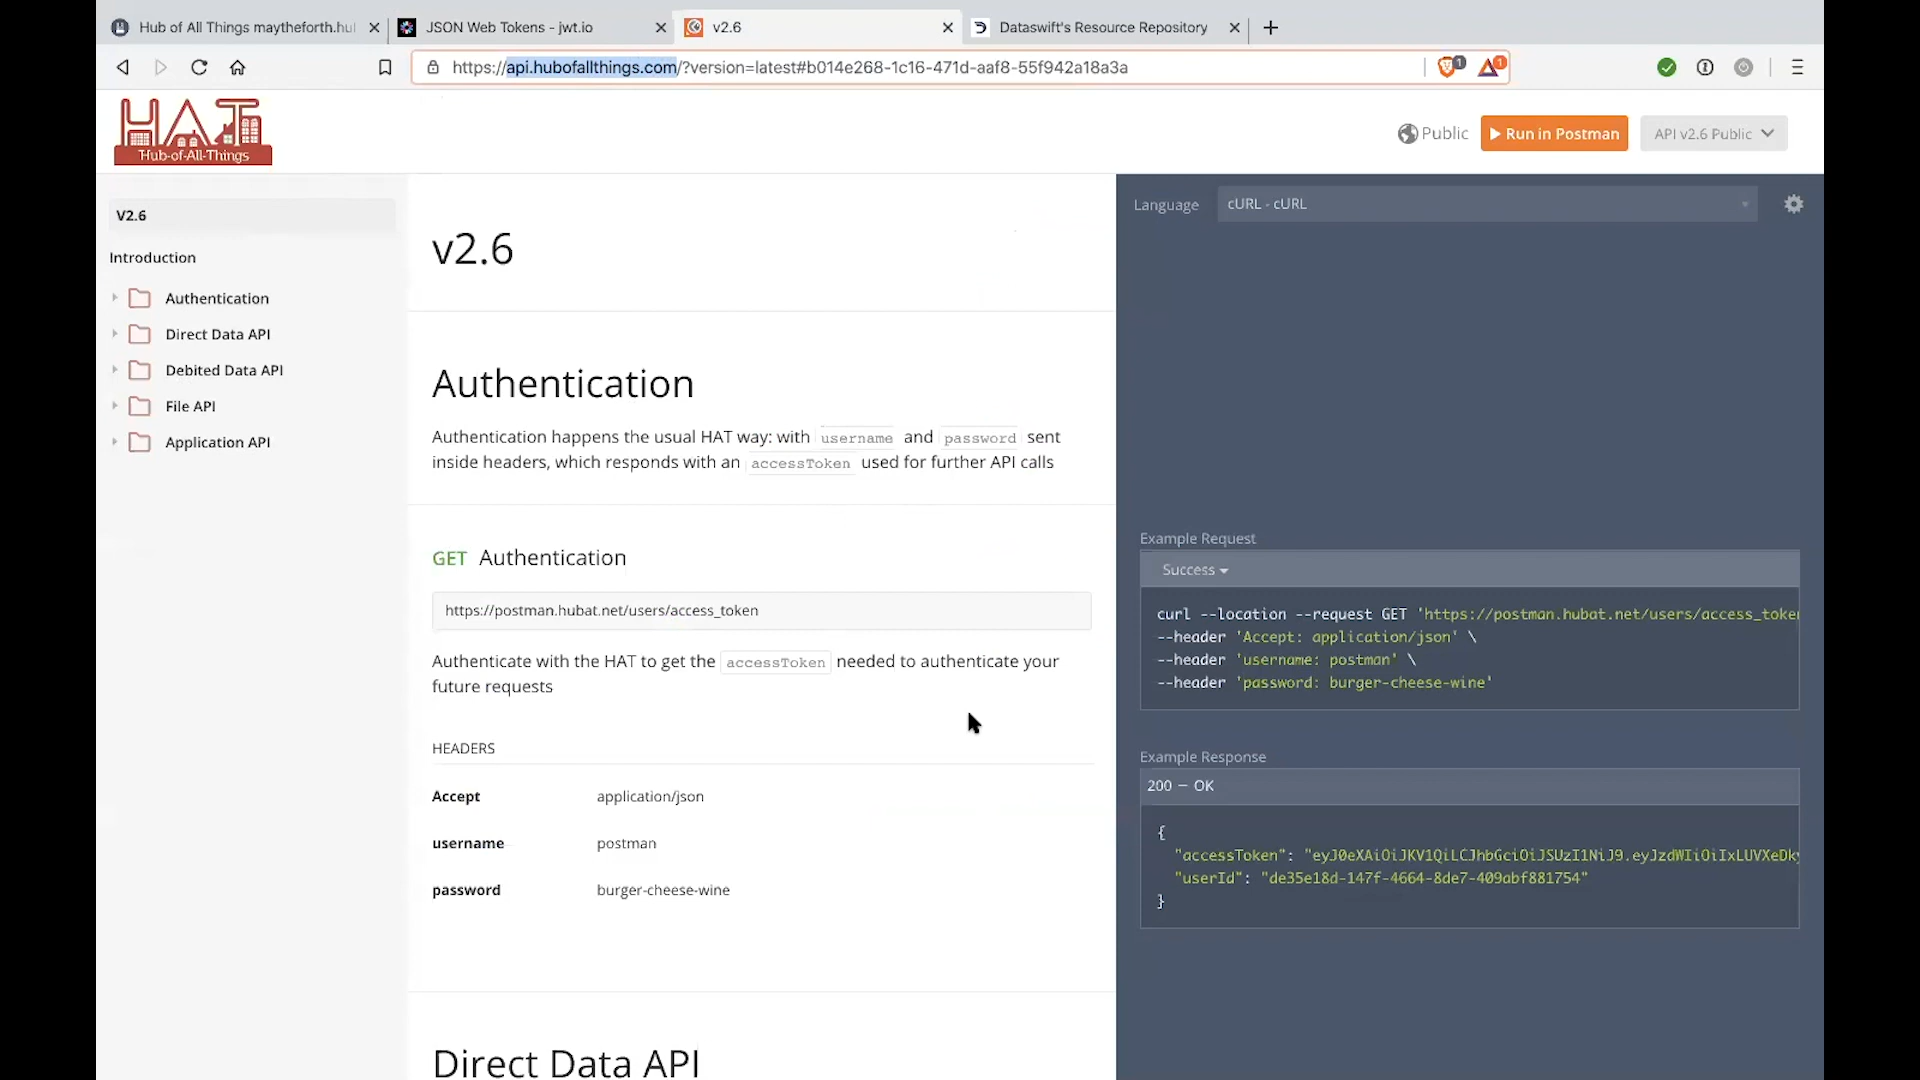 Hub of All Things maytheforth.hu
JSON Web Tokens - jwt.io
v2.6
Dataswift's Resource Repository
https://api.hubofallthings.com/?version=latest#b014e268-1c16-471d-aaf8-55f942a18a3a
1
1
HAT
Hub-of-All-Things
Public
Run in Postman
API v2.6 Public
V2.6
Introduction
Authentication
Direct Data API
Debited Data API
File API
Application API
v2.6
Authentication
Authentication happens the usual HAT way: with username and password sent
inside headers, which responds with an accessToken used for further API calls
GET Authentication
https://postman.hubat.net/users/access_token
Authenticate with the HAT to get the accessToken needed to authenticate your
future requests
HEADERS
Accept application/json
username postman
password burger-cheese-wine
Direct Data API
Language cURL - cURL
Example Request
Success
curl --location --request GET 'https://postman.hubat.net/users/access_token
--header 'Accept: application/json' \
--header 'username: postman' \
--header 'password: burger-cheese-wine'
Example Response
200 — OK
{
"accessToken": "eyJ0eXAiOiJKV1QiLCJhbGciOiJSUzI1NiJ9.eyJzdWIiOiIxLUVXeDky
"userId": "de35e18d-147f-4664-8de7-409abf881754"
}